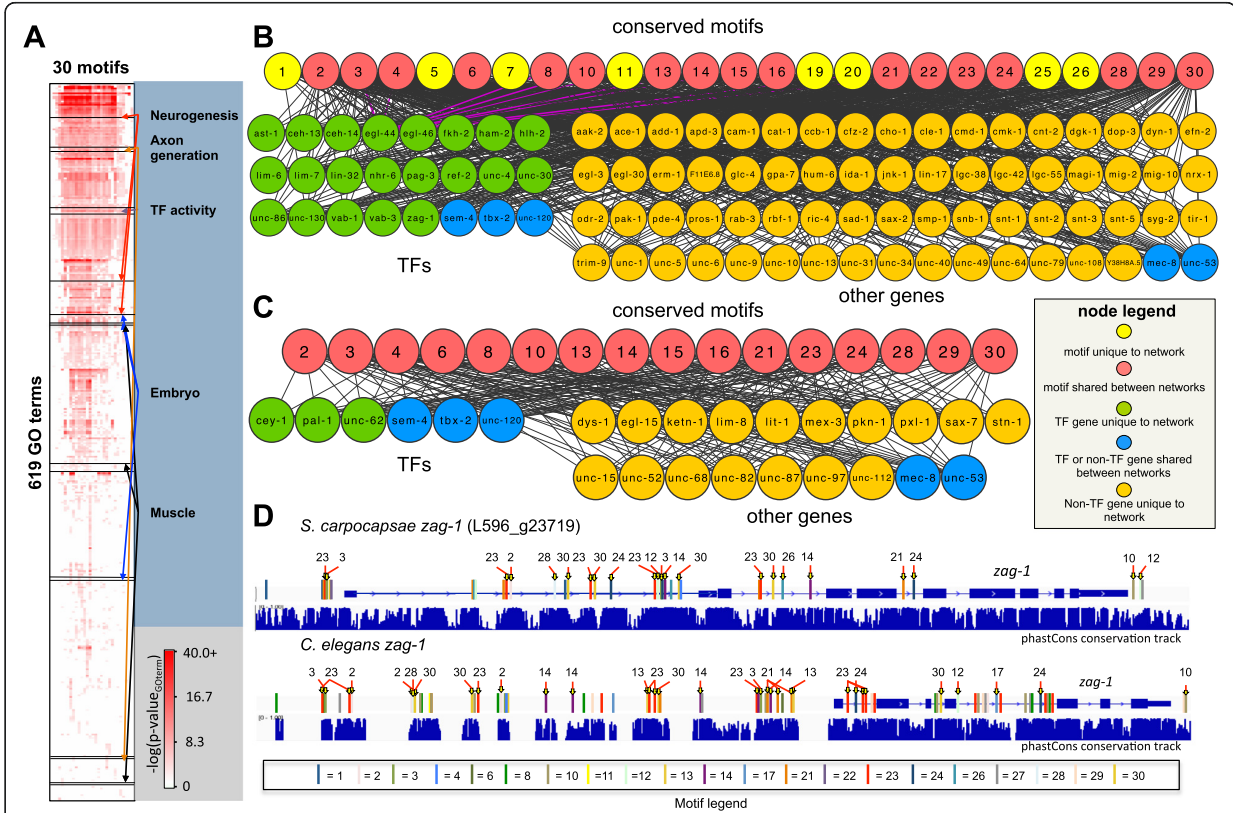 A
30 motifs
619 GO terms
Neurogenesis
Axon
generation
TF activity
Embryo
Muscle
-log(p-valueGOterm)
40.0+
16.7
8.3
0
B
conserved motifs
1 2 3 4 5 6 7 8 10 11 13 14 15 16 19 20 21 22 23 24 25 26 28 29 30
ast-1 ceh-13 ceh-14 egl-44 egl-46 fkh-2 ham-2 hlh-2
lim-6 lim-7 lin-32 nhr-6 pag-3 ref-2 unc-4 unc-30
unc-86 unc-130 vab-1 vab-3 zag-1 sem-4 tbx-2 unc-120
TFs
aak-2 ace-1 add-1 apd-3 cam-1 cat-1 ccb-1 cfz-2 cho-1 cle-1 cmd-1 cmk-1 cnt-2 dgk-1 dop-3 dyn-1 efn-2
egl-3 egl-30 erm-1 F11E6.8 glc-4 gpa-7 hum-6 ida-1 jnk-1 lin-17 lgc-38 lgc-42 lgc-55 magi-1 mig-2 mig-10 nrx-1
odr-2 pak-1 pde-4 pros-1 rab-3 rbf-1 ric-4 sad-1 sax-2 smp-1 snb-1 snt-1 snt-2 snt-3 snt-5 syg-2 tir-1
trim-9 unc-1 unc-5 unc-6 unc-9 unc-10 unc-13 unc-31 unc-34 unc-40 unc-49 unc-64 unc-79 unc-108 Y38H8A.5 mec-8 unc-53
other genes
C
conserved motifs
2 3 4 6 8 10 13 14 15 16 21 23 24 28 29 30
cey-1 pal-1 unc-62 sem-4 tbx-2 unc-120
TFs
dys-1 egl-15 ketn-1 lim-8 lit-1 mex-3 pkn-1 pxl-1 sax-7 stn-1
unc-15 unc-52 unc-68 unc-82 unc-87 unc-97 unc-112 mec-8 unc-53
other genes
node legend
motif unique to network
motif shared between networks
TF gene unique to network
TF or non-TF gene shared
between networks
Non-TF gene unique to
network
D
S. carpocapsae zag-1 (L596_g23719)
23 3 23 2 28 30 23 30 24 23 12 3 14 30 23 30 26 14 21 24 10 12
zag-1
phastCons conservation track
C. elegans zag-1
3 23 2 2 28 30 30 23 2 14 14 13 23 30 14 23 3 21 14 13 23 24 30 12 17 24 10
zag-1
[0 - 1.00]
phastCons conservation track
= 1 = 2 = 3 = 4 = 6 = 8 = 10 =11 =12 = 13 = 14 = 17 = 21 = 22 = 23 = 24 = 26 = 27 = 28 = 29 = 30
Motif legend